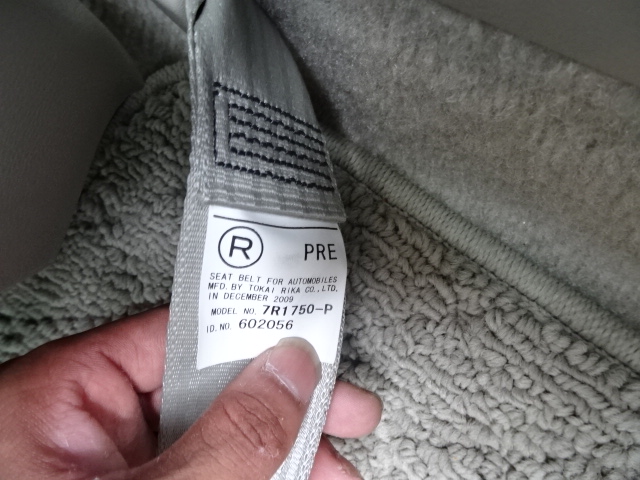 R PRE
SEAT BELT FOR AUTOMOBILES
MFD. BY TOKAI RIKA CO., LTD.
IN DECEMBER 2009
MODEL NO. 7R1750-P
ID. NO. 602056